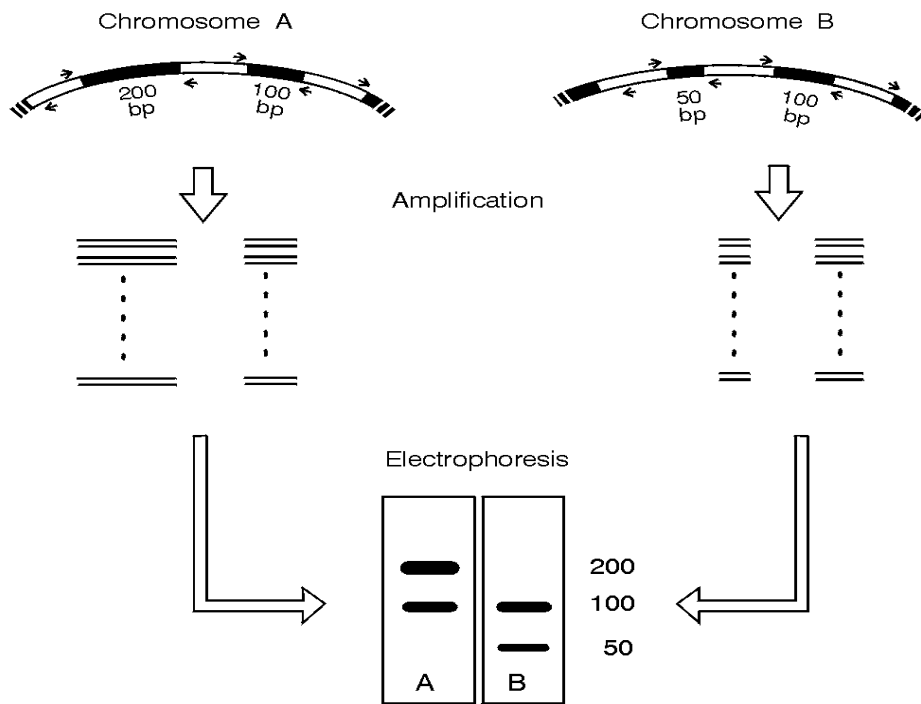 Chromosome A
Chromosome B
200
bp
100
bp
50
bp
100
bp
Amplification
Electrophoresis
200
100
50
A
B